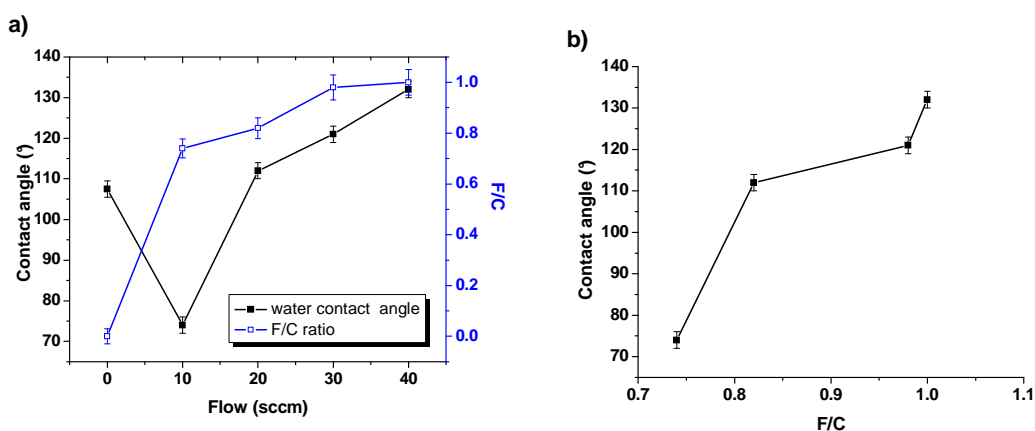 a)
140
130
120
110
100
90
80
70
Contact angle (°)
1.0
0.8
0.6
0.4
0.2
0.0
F/C
water contact angle
F/C ratio
0 10 20 30 40
Flow (sccm)
b)
140
130
120
110
100
90
80
70
Contact angle (°)
0.7 0.8 0.9 1.0 1.1
F/C